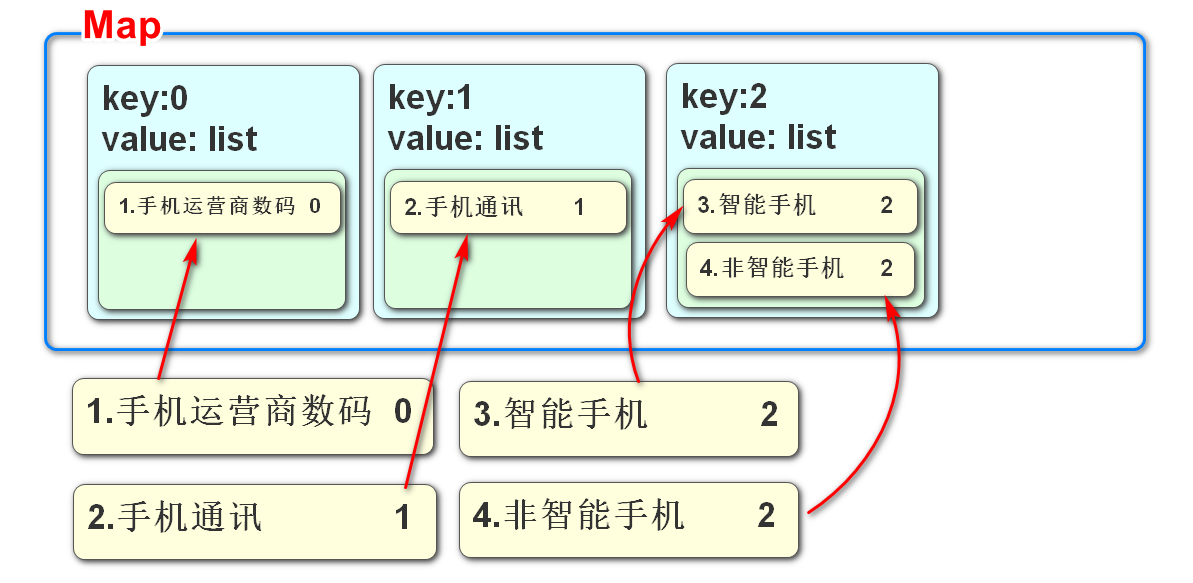 Map
key:0
value: list
1.手机运营商数码 0
key:1
value: list
2.手机通讯 1
key:2
value: list
3.智能手机 2
4.非智能手机 2
1.手机运营商数码 0
3.智能手机 2
2.手机通讯 1
4.非智能手机 2